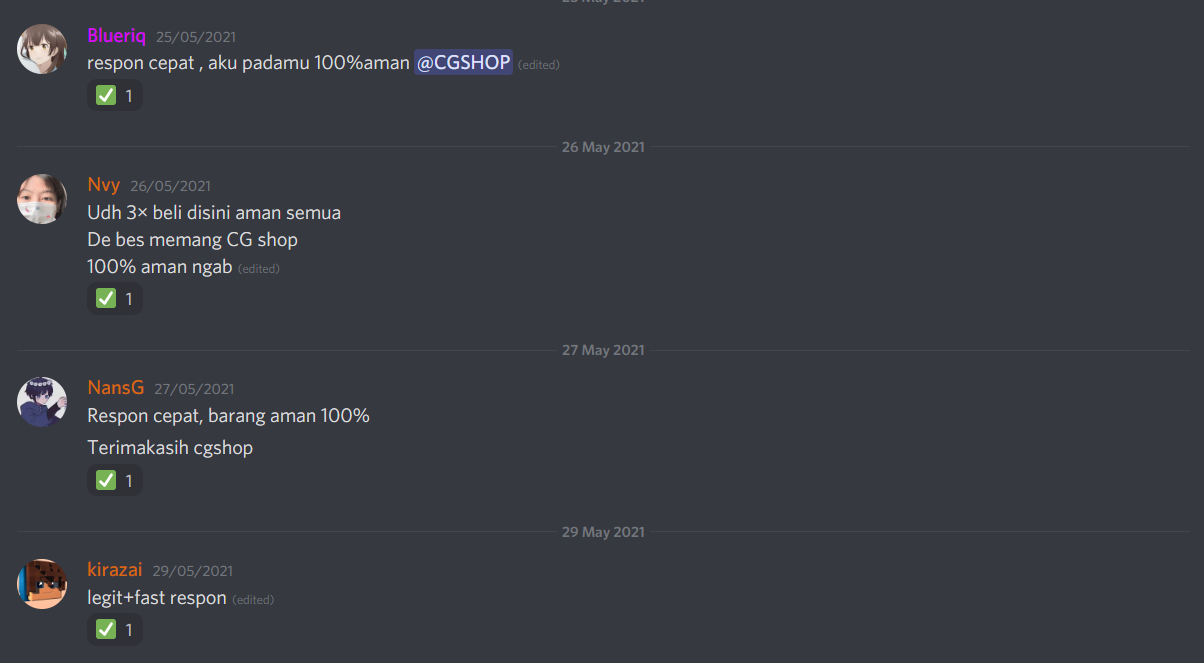 25 May 2021
Blueriq 25/05/2021
respon cepat , aku padamu 100%aman @CGSHOP (edited)
1
26 May 2021
Nvy 26/05/2021
Udh 3× beli disini aman semua
De bes memang CG shop
100% aman ngab (edited)
1
27 May 2021
NansG 27/05/2021
Respon cepat, barang aman 100%
Terimakasih cgshop
1
29 May 2021
kirazai 29/05/2021
legit+fast respon (edited)
1